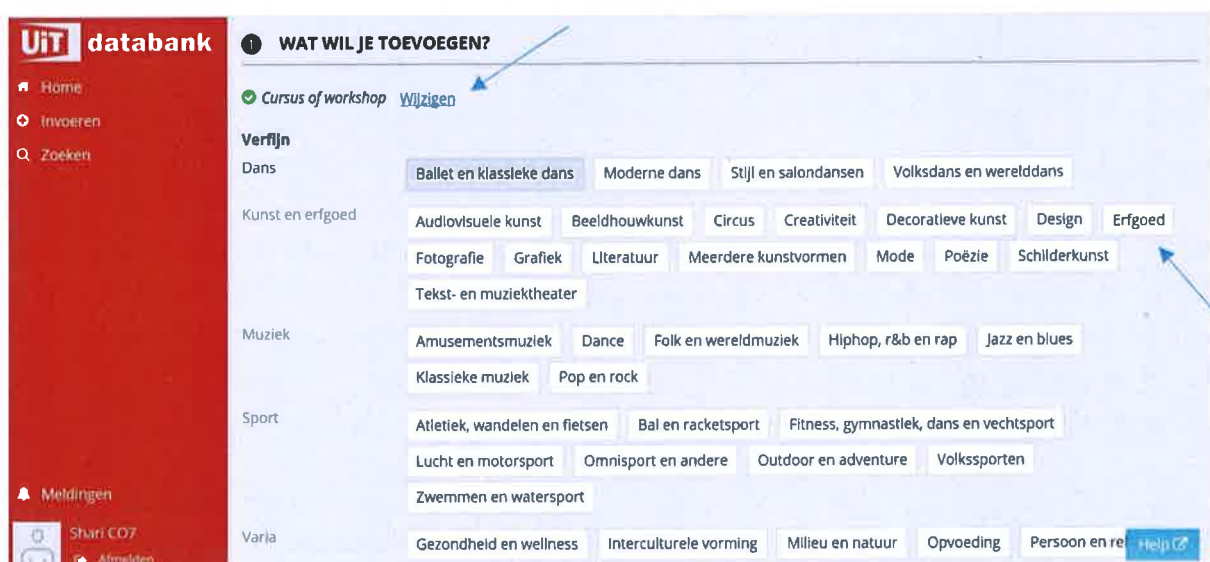 UiT databank
Home
Invoeren
Zoeken
Meldingen
Shari CO7
Afmelden
1 WAT WIL JE TOEVOEGEN?
Cursus of workshop Wijzigen
Verfijn
Dans
Ballet en klassieke dans Moderne dans Stijl en salondansen Volksdans en werelddans
Kunst en erfgoed
Audiovisuele kunst Beeldhouwkunst Circus Creativiteit Decoratieve kunst Design Erfgoed
Fotografie Grafiek Literatuur Meerdere kunstvormen Mode Poëzie Schilderkunst
Tekst- en muziektheater
Muziek
Amusementsmuziek Dance Folk en wereldmuziek Hiphop, r&b en rap Jazz en blues
Klassieke muziek Pop en rock
Sport
Atletiek, wandelen en fietsen Bal en racketsport Fitness, gymnastiek, dans en vechtsport
Lucht en motorsport Omnisport en andere Outdoor en adventure Volkssporten
Zwemmen en watersport
Varia
Gezondheid en wellness Interculturele vorming Milieu en natuur Opvoeding Persoon en
Help